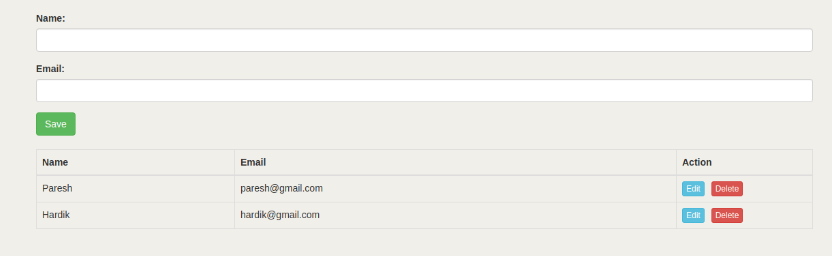 Name:
Email:
Save
Name Email Action
Paresh paresh@gmail.com Edit Delete
Hardik hardik@gmail.com Edit Delete